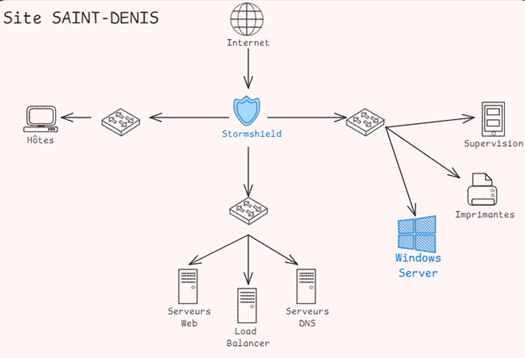 Site SAINT-DENIS
Internet
Stormshield
Hôtes
Supervision
Imprimantes
Windows
Server
Serveurs
Web
Load
Balancer
Serveurs
DNS